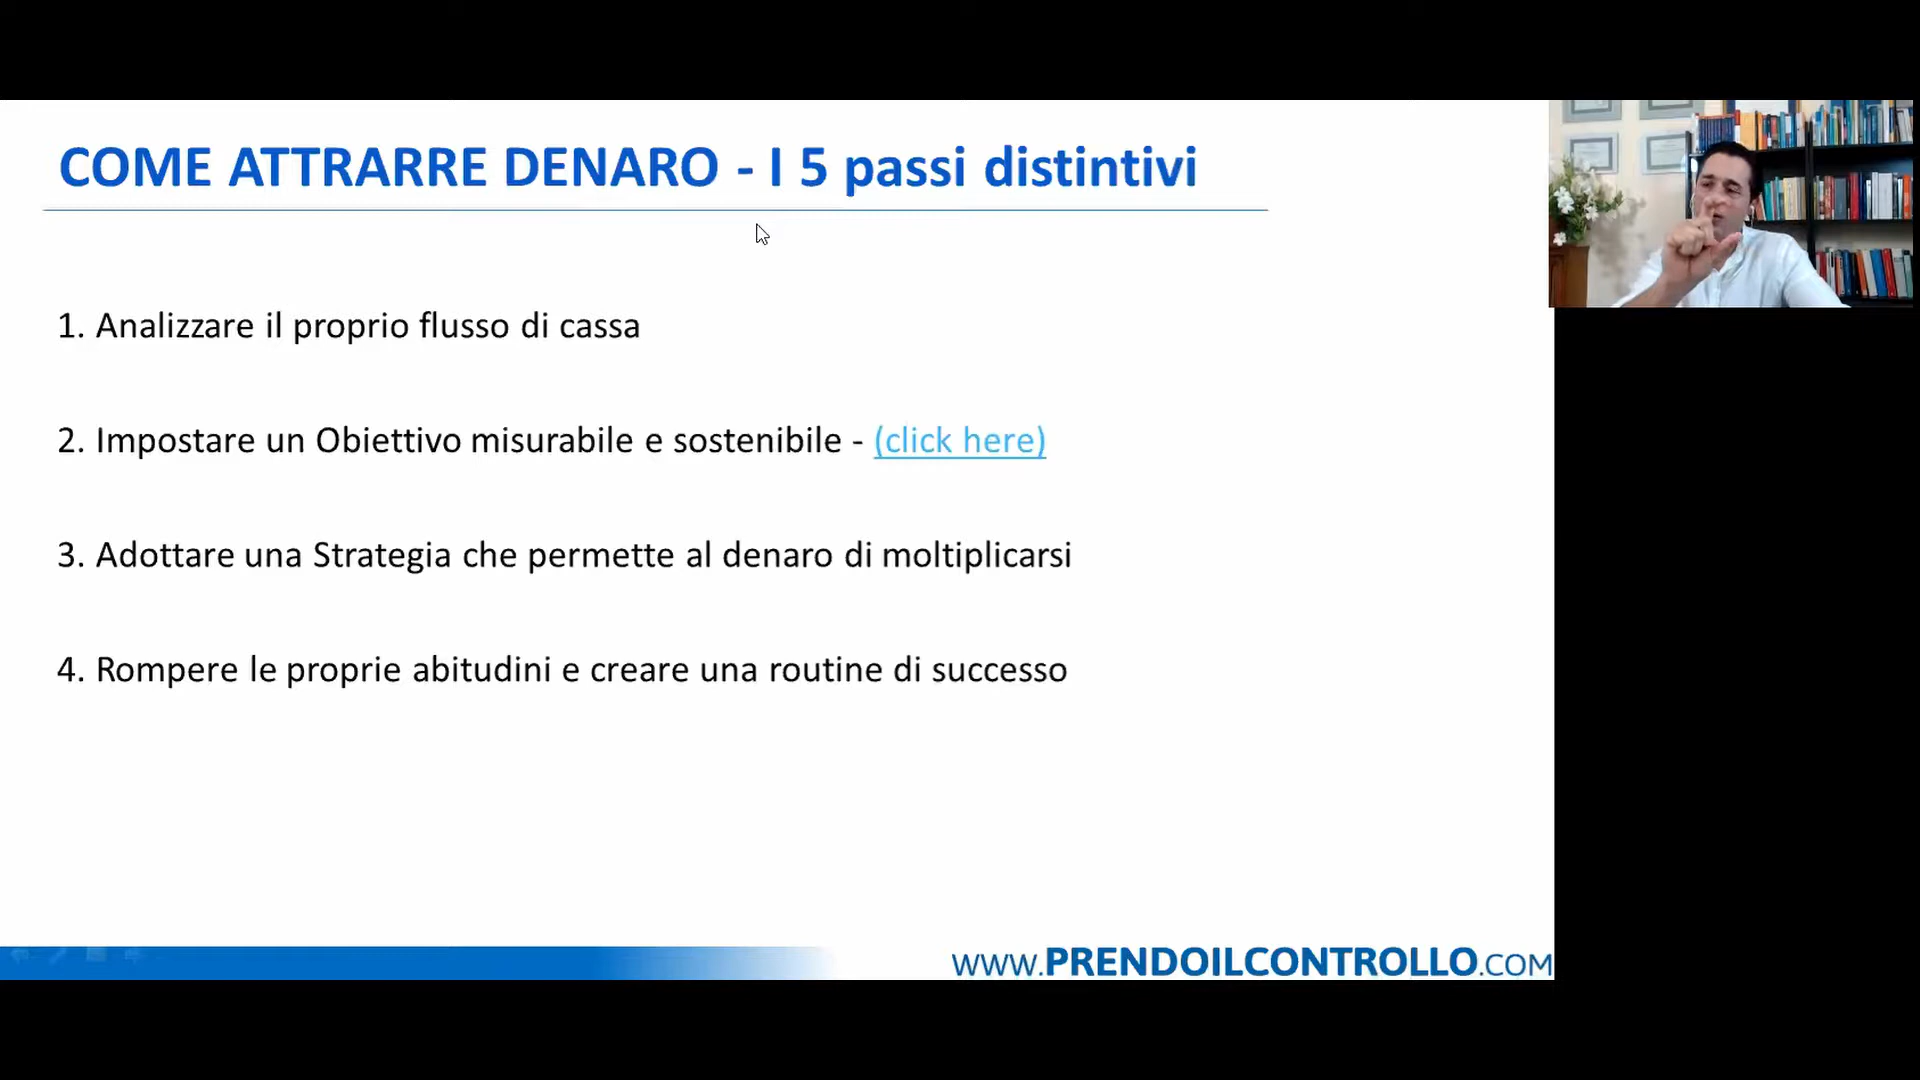 COME ATTRARRE DENARO - I 5 passi distintivi
1. Analizzare il proprio flusso di cassa
2. Impostare un Obiettivo misurabile e sostenibile - (click here)
3. Adottare una Strategia che permette al denaro di moltiplicarsi
4. Rompere le proprie abitudini e creare una routine di successo
WWW.PRENDOILCONTROLLO.COM